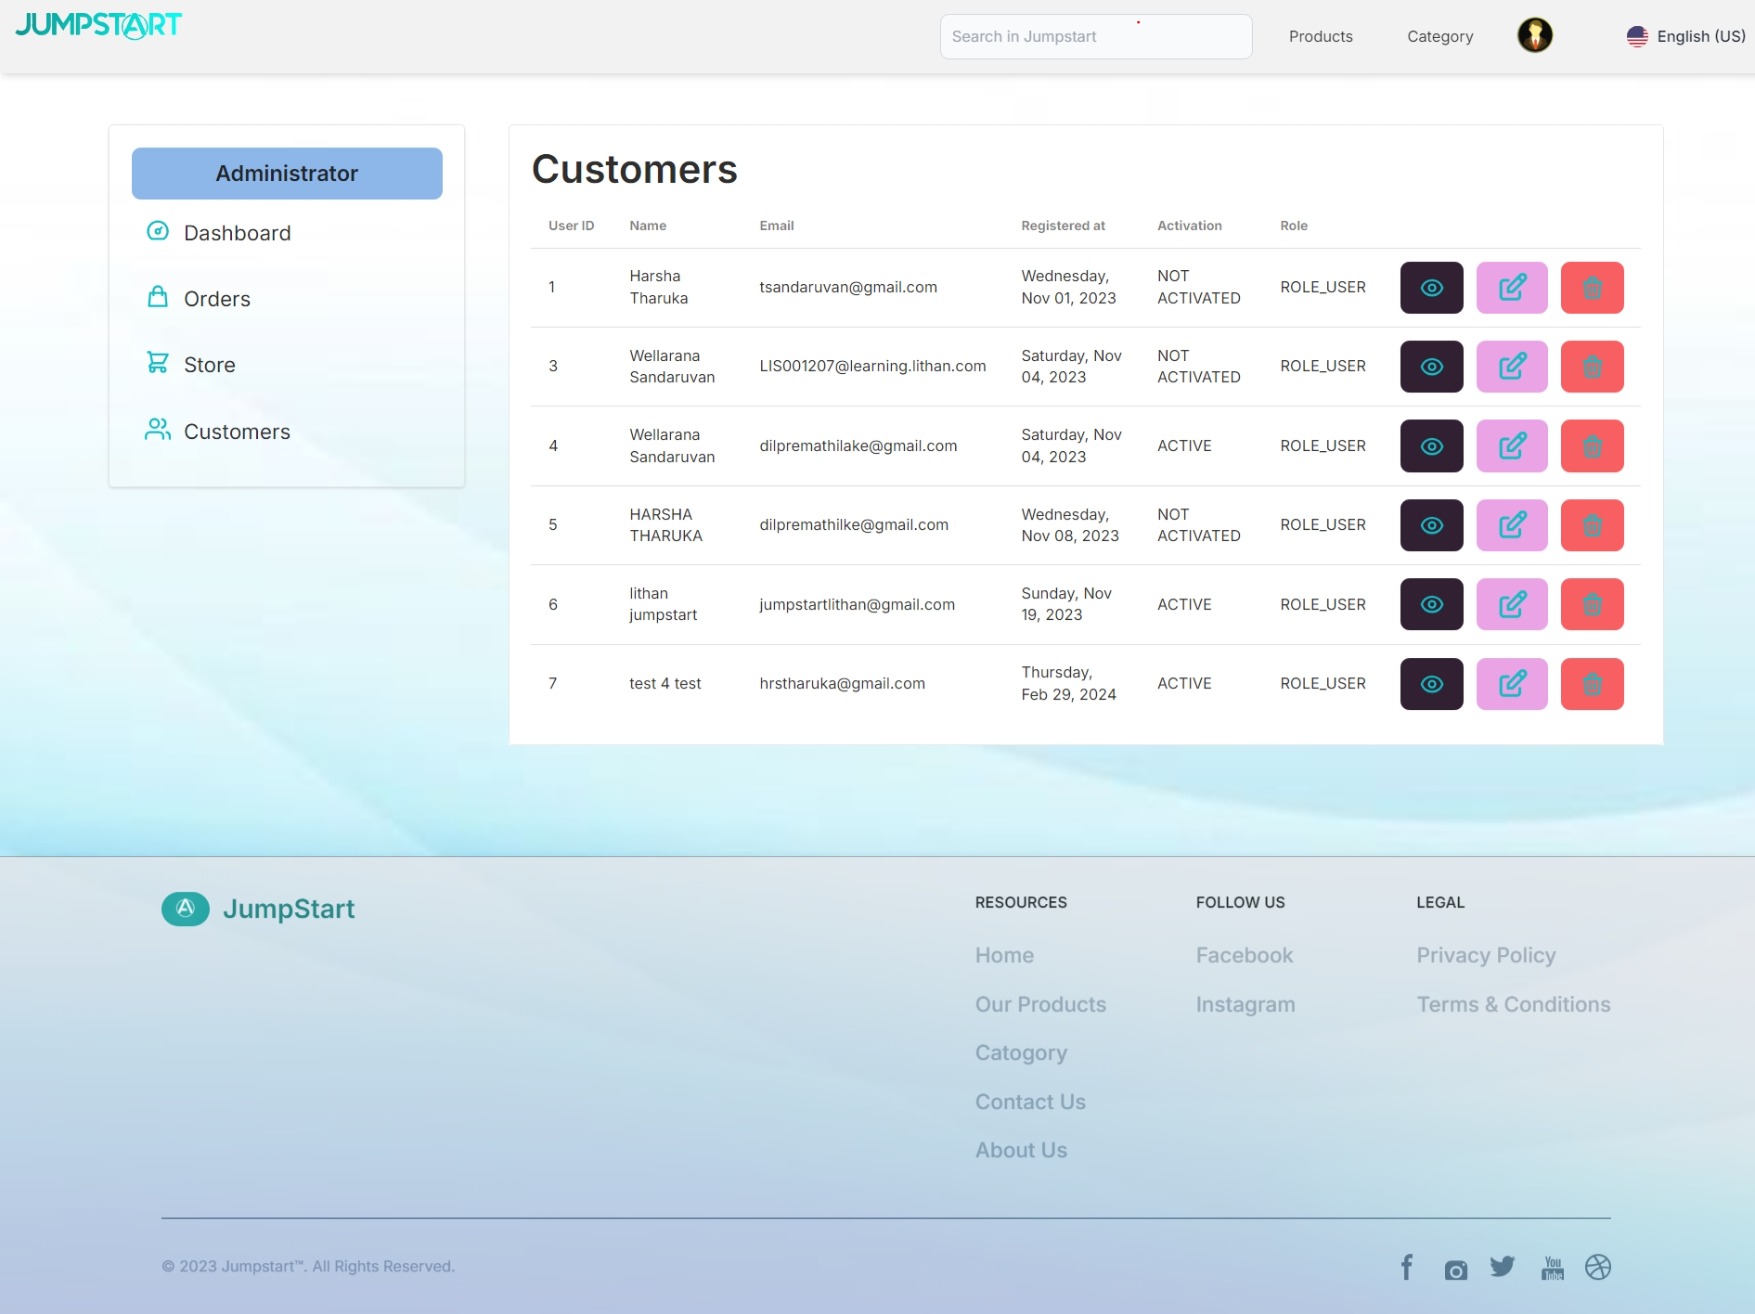 JUMPSTART
Search in Jumpstart
Products
Category
English (US)
Administrator
Dashboard
Orders
Store
Customers
Customers
User ID Name Email Registered at Activation Role
1 Harsha Tharuka tsandaruvan@gmail.com Wednesday, Nov 01, 2023 NOT ACTIVATED ROLE_USER
3 Wellarana Sandaruvan LIS001207@learning.lithan.com Saturday, Nov 04, 2023 NOT ACTIVATED ROLE_USER
4 Wellarana Sandaruvan dilpremathilake@gmail.com Saturday, Nov 04, 2023 ACTIVE ROLE_USER
5 HARSHA THARUKA dilpremathilke@gmail.com Wednesday, Nov 08, 2023 NOT ACTIVATED ROLE_USER
6 lithan jumpstart jumpstartlithan@gmail.com Sunday, Nov 19, 2023 ACTIVE ROLE_USER
7 test 4 test hrstharuka@gmail.com Thursday, Feb 29, 2024 ACTIVE ROLE_USER
JumpStart
RESOURCES
Home
Our Products
Catogory
Contact Us
About Us
FOLLOW US
Facebook
Instagram
LEGAL
Privacy Policy
Terms & Conditions
© 2023 Jumpstart™. All Rights Reserved.
You
Tube